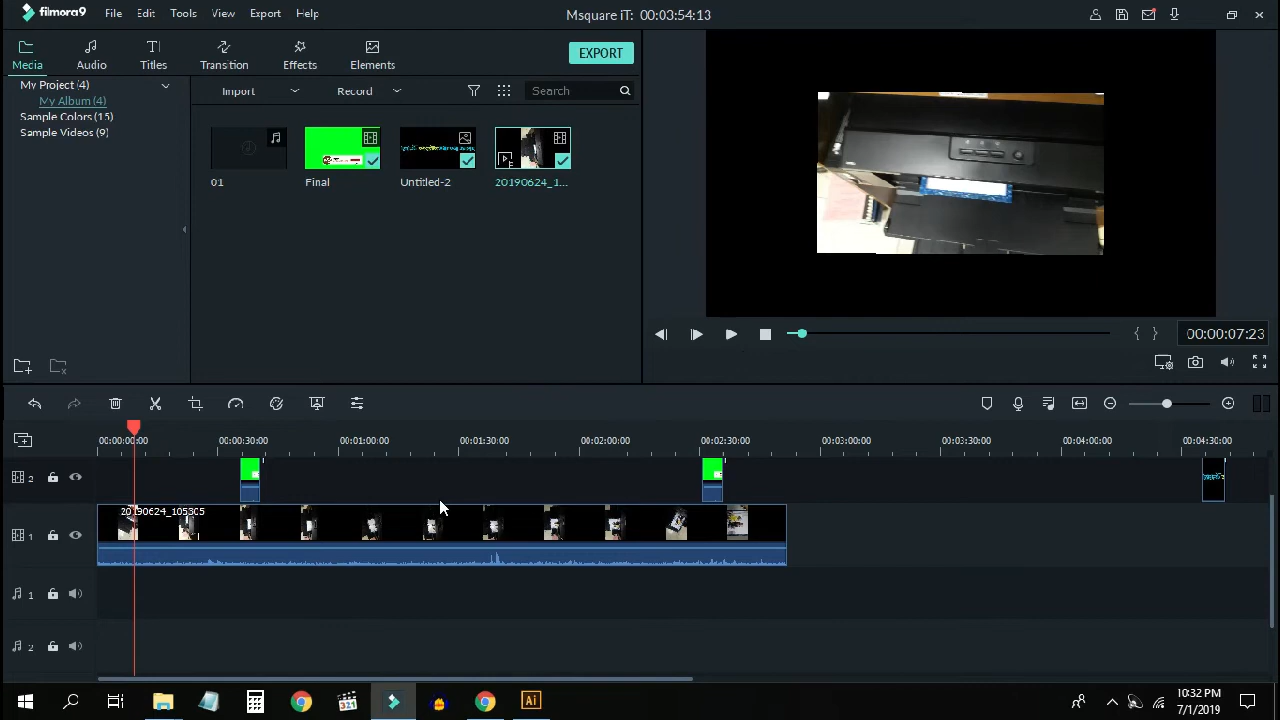 filmora9 File Edit Tools View Export Help Msquare iT: 00:03:54:13
Media Audio Titles Transition Effects Elements EXPORT
My Project (4) Import Record Search
My Album (4)
Sample Colors (15)
Sample Videos (9)
01 Final Untitled-2 20190624_1...
00:00:07:23
00:00:00:00 00:00:30:00 00:01:00:00 00:01:30:00 00:02:00:00 00:02:30:00 00:03:00:00 00:03:30:00 00:04:00:00 00:04:30:00
2
20190624_105305
1
1
2
Ai 10:32 PM
7/1/2019